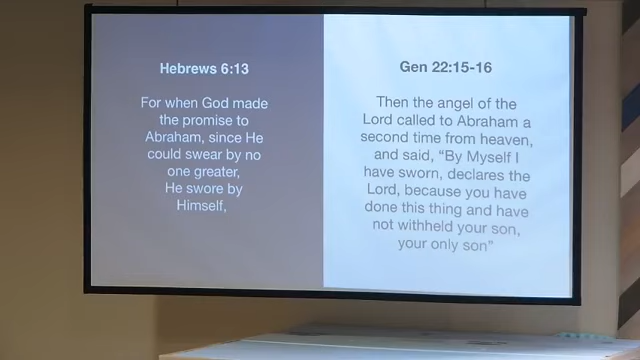 Hebrews 6:13
For when God made
the promise to
Abraham, since He
could swear by no
one greater,
He swore by
Himself,
Gen 22:15-16
Then the angel of the
Lord called to Abraham a
second time from heaven,
and said, “By Myself I
have sworn, declares the
Lord, because you have
done this thing and have
not withheld your son,
your only son”